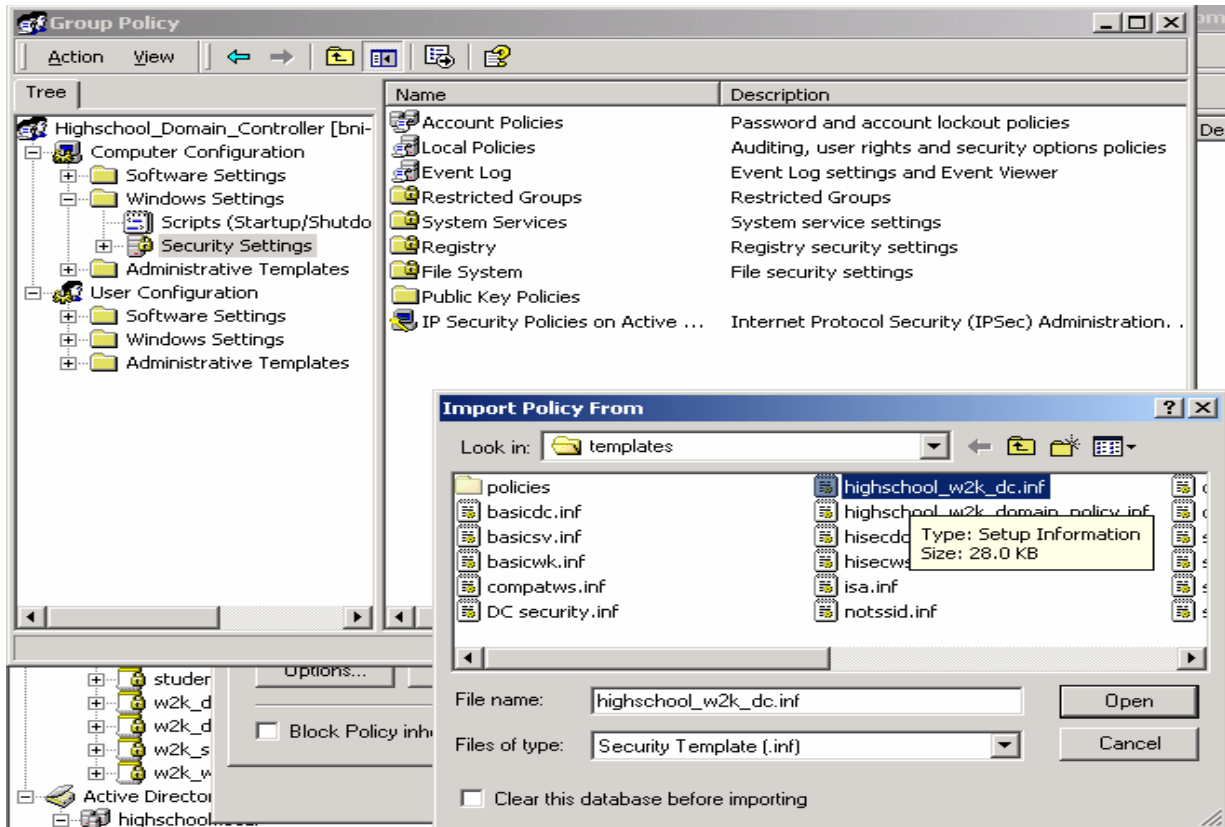 Group Policy
Action View
Tree
Name Description
Highschool_Domain_Controller [bni-
Computer Configuration
Software Settings
Windows Settings
Scripts (Startup/Shutdo
Security Settings
Administrative Templates
User Configuration
Software Settings
Windows Settings
Administrative Templates
Account Policies Password and account lockout policies
Local Policies Auditing, user rights and security options policies
Event Log Event Log settings and Event Viewer
Restricted Groups Restricted Groups
System Services System service settings
Registry Registry security settings
File System File security settings
Public Key Policies
IP Security Policies on Active ... Internet Protocol Security (IPSec) Administration. .
De
Import Policy From
Look in: templates
policies
basicdc.inf
basicsv.inf
basicwk.inf
compatws.inf
DC security.inf
highschool_w2k_dc.inf
highschool_w2k_domain_policy.inf
hisecdc
hisecws
isa.inf
notssid.inf
Type: Setup Information
Size: 28.0 KB
File name: highschool_w2k_dc.inf Open
Files of type: Security Template (.inf) Cancel
Clear this database before importing
Options...
Block Policy inh
studer
w2k_d
w2k_d
w2k_s
w2k_w
Active Director